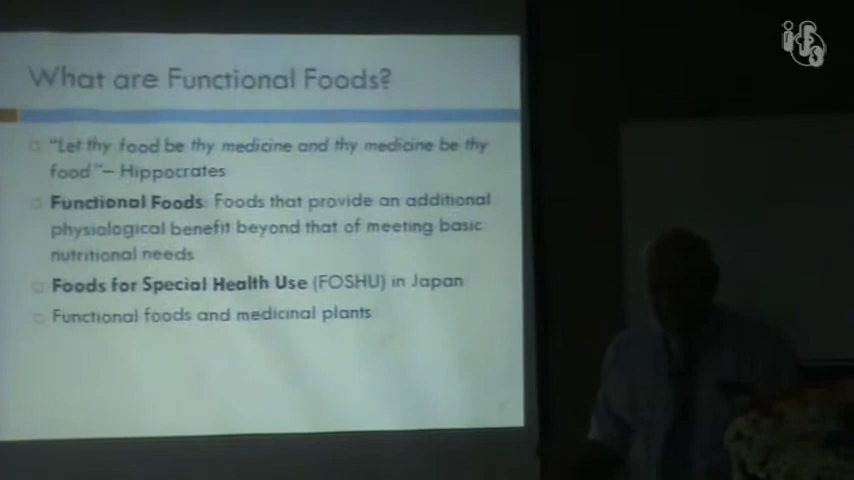 What are Functional Foods?
"Let thy food be thy medicine and thy medicine be thy
food"– Hippocrates
Functional Foods: Foods that provide an additional
physiological benefit beyond that of meeting basic
nutritional needs
Foods for Special Health Use (FOSHU) in Japan
Functional foods and medicinal plants